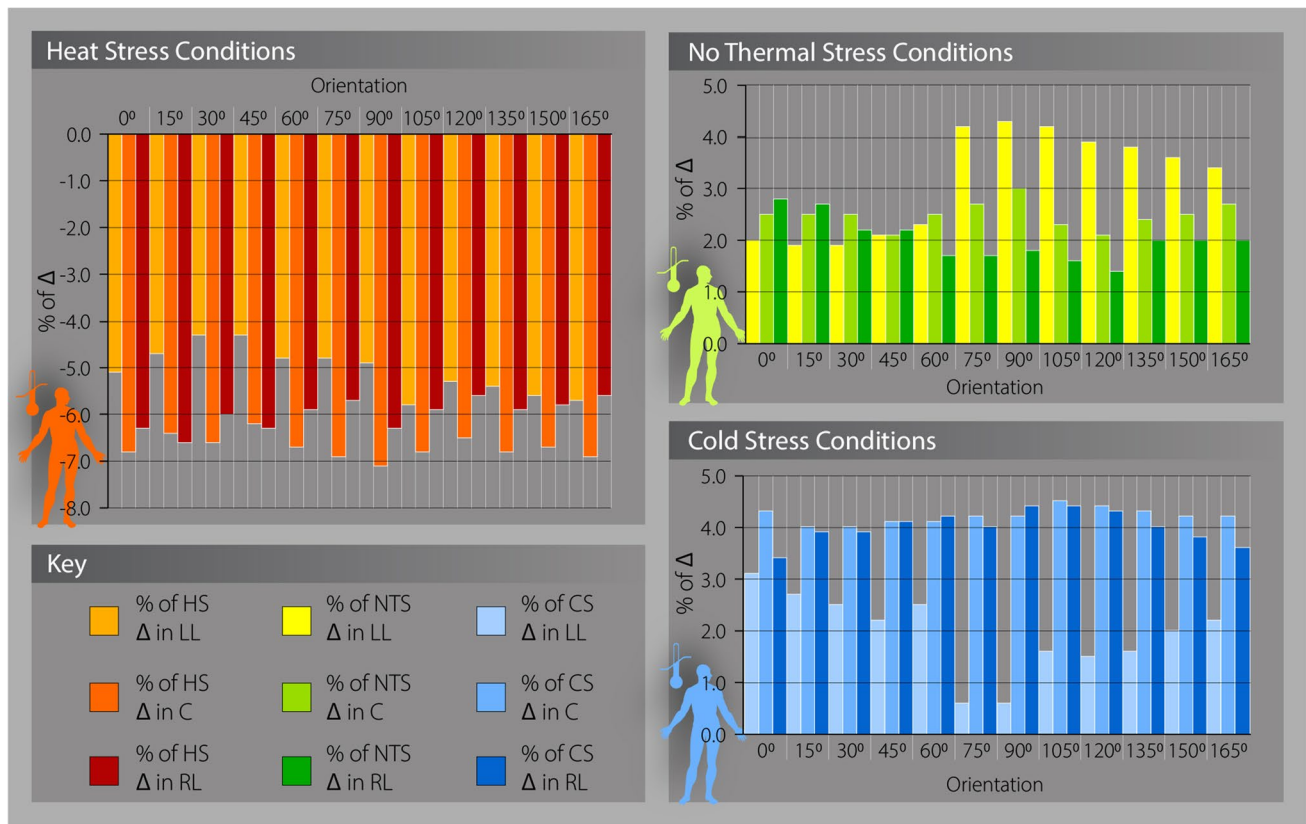 Heat Stress Conditions
Orientation
0º 15º 30º 45º 60º 75º 90º 105º 120º 135º 150º 165º
% of Δ
0.0
-1.0
-2.0
-3.0
-4.0
-5.0
-6.0
-7.0
-8.0
No Thermal Stress Conditions
% of Δ
5.0
4.0
3.0
2.0
1.0
0.0
0º 15º 30º 45º 60º 75º 90º 105º 120º 135º 150º 165º
Orientation
Cold Stress Conditions
% of Δ
5.0
4.0
3.0
2.0
1.0
0.0
0º 15º 30º 45º 60º 75º 90º 105º 120º 135º 150º 165º
Orientation
Key
% of HS
Δ in LL
% of NTS
Δ in LL
% of CS
Δ in LL
% of HS
Δ in C
% of NTS
Δ in C
% of CS
Δ in C
% of HS
Δ in RL
% of NTS
Δ in RL
% of CS
Δ in RL